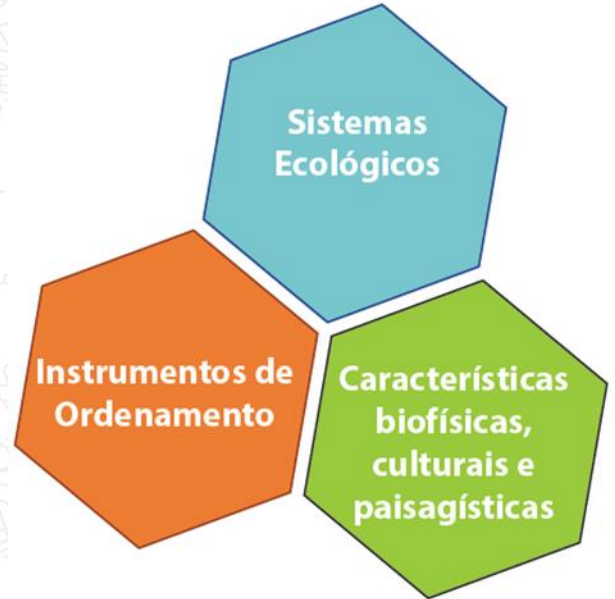 Sistemas
Ecológicos
Instrumentos de
Ordenamento
Características
biofísicas,
culturais e
paisagísticas